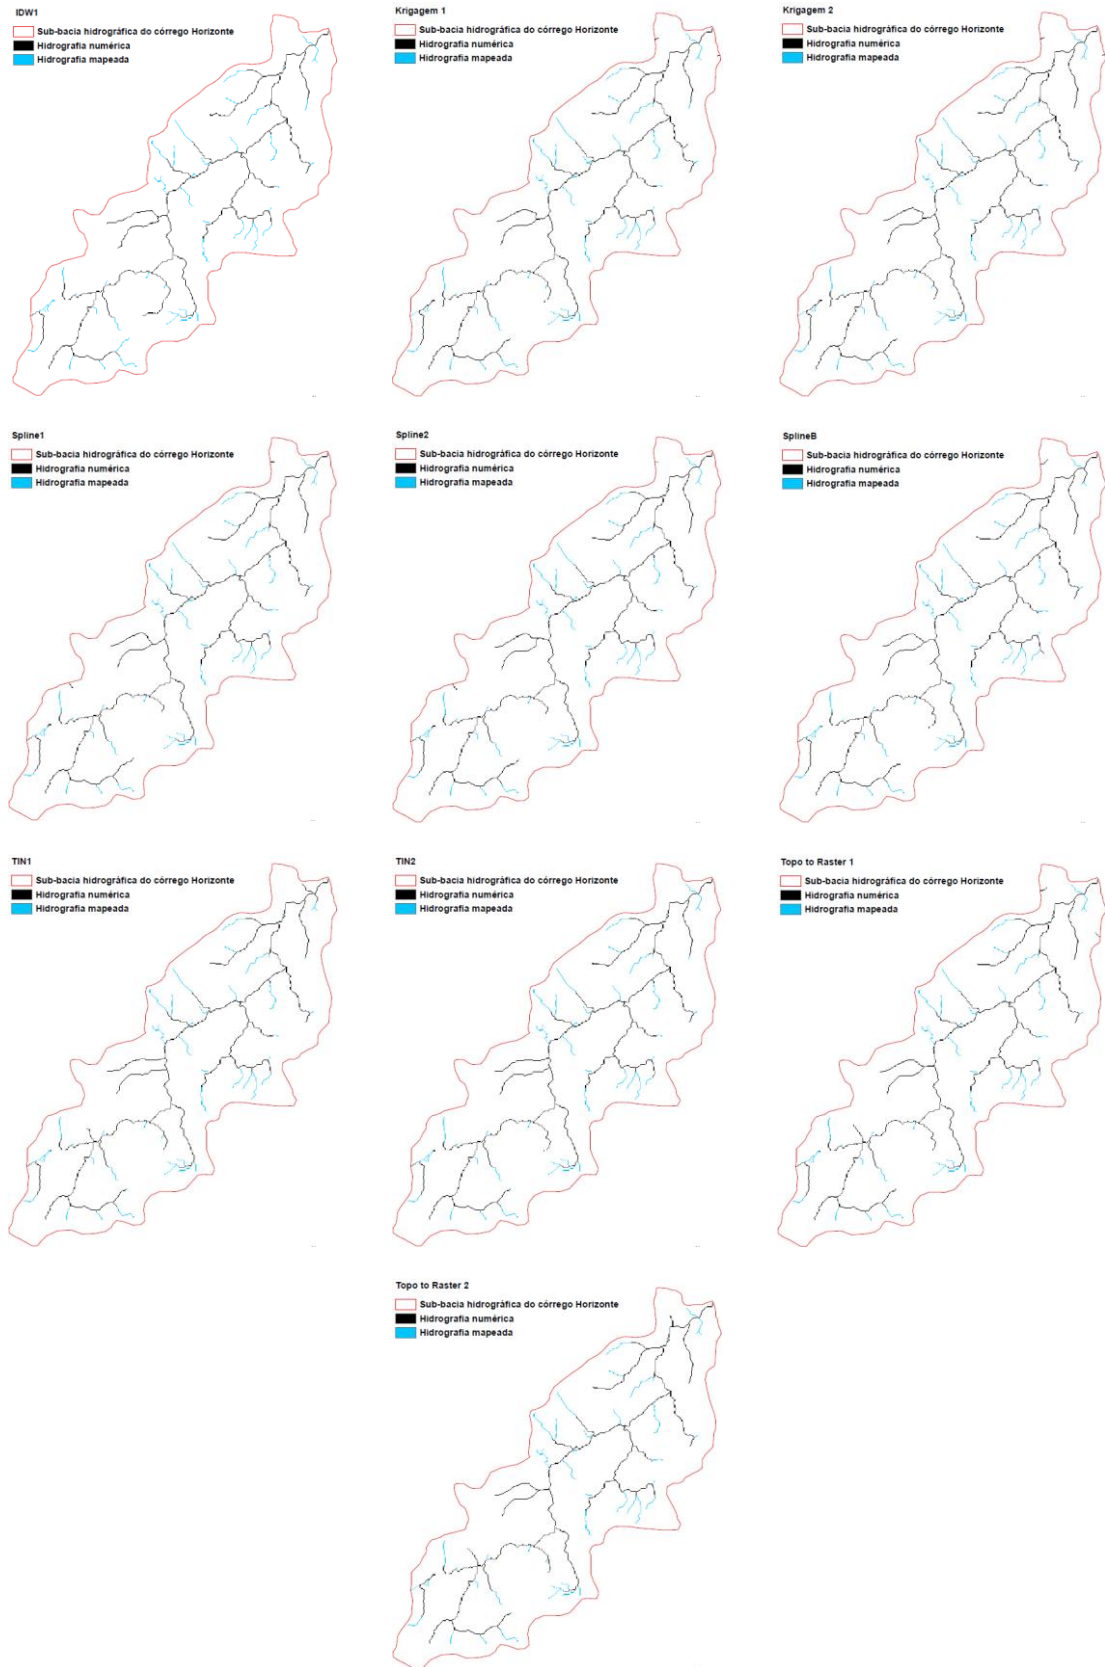 IDW1
Sub-bacia hidrográfica do córrego Horizonte
Hidrografia numérica
Hidrografia mapeada
Krigagem 1
Sub-bacia hidrográfica do córrego Horizonte
Hidrografia numérica
Hidrografia mapeada
Krigagem 2
Sub-bacia hidrográfica do córrego Horizonte
Hidrografia numérica
Hidrografia mapeada
Spline1
Sub-bacia hidrográfica do córrego Horizonte
Hidrografia numérica
Hidrografia mapeada
Spline2
Sub-bacia hidrográfica do córrego Horizonte
Hidrografia numérica
Hidrografia mapeada
SplineB
Sub-bacia hidrográfica do córrego Horizonte
Hidrografia numérica
Hidrografia mapeada
TIN1
Sub-bacia hidrográfica do córrego Horizonte
Hidrografia numérica
Hidrografia mapeada
TIN2
Sub-bacia hidrográfica do córrego Horizonte
Hidrografia numérica
Hidrografia mapeada
Topo to Raster 1
Sub-bacia hidrográfica do córrego Horizonte
Hidrografia numérica
Hidrografia mapeada
Topo to Raster 2
Sub-bacia hidrográfica do córrego Horizonte
Hidrografia numérica
Hidrografia mapeada